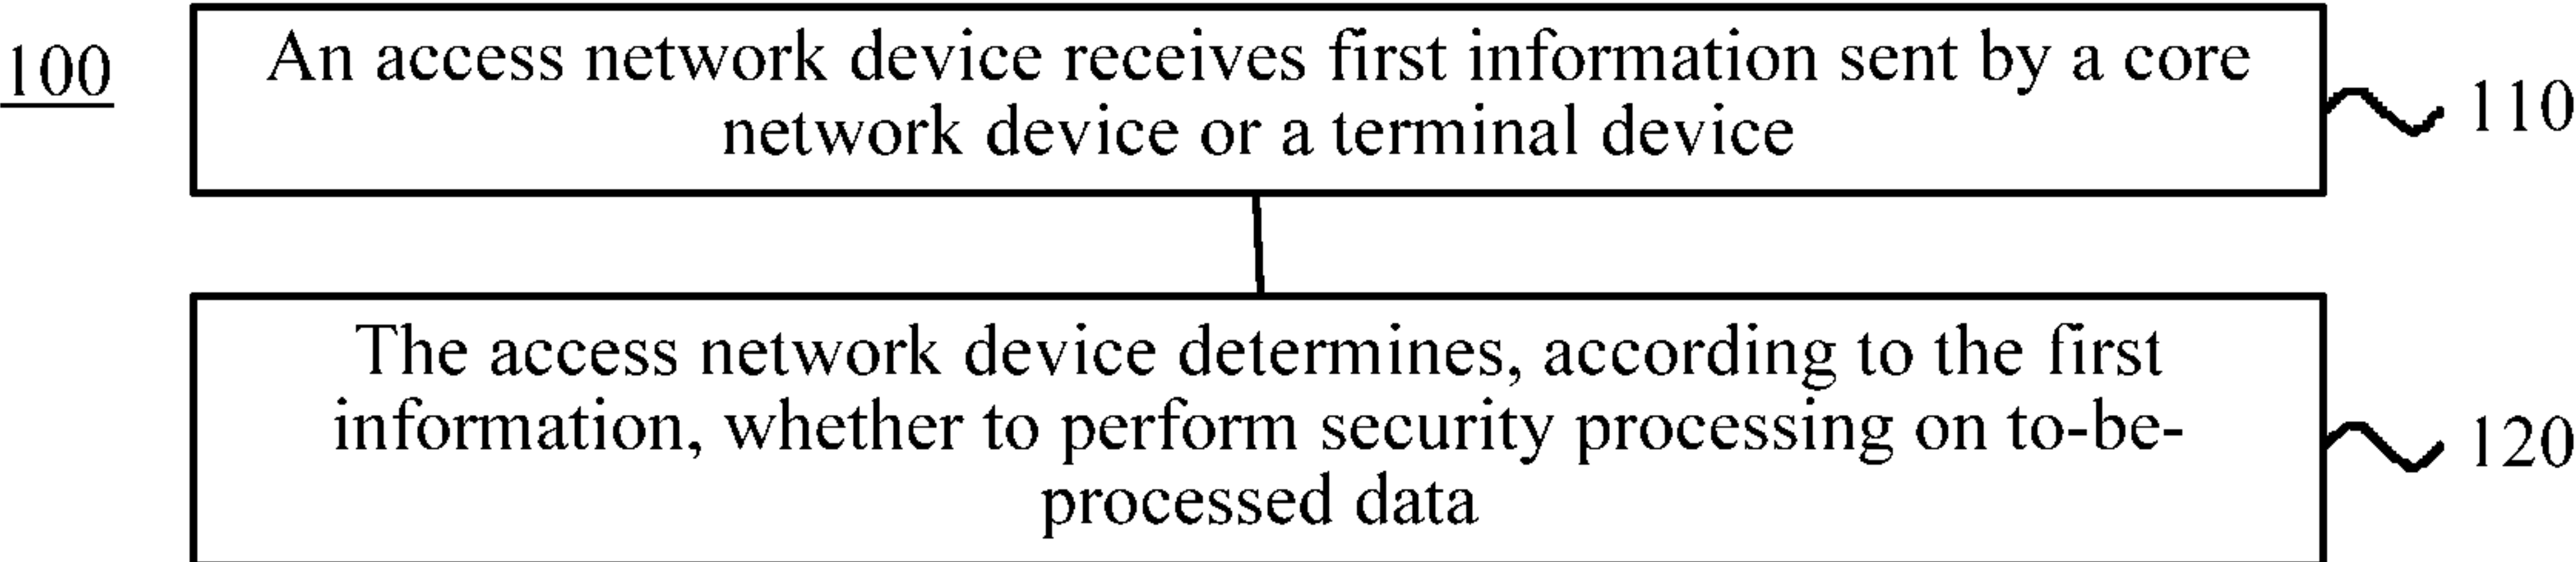 100
An access network device receives first information sent by a core
network device or a terminal device
110
The access network device determines, according to the first
information, whether to perform security processing on to-be-
processed data
120